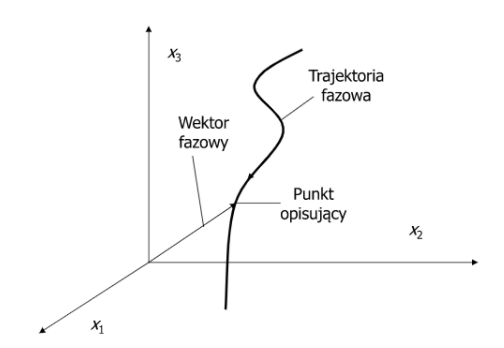 x₃
Trajektoria
fazowa
Wektor
fazowy
Punkt
opisujący
x₂
x₁